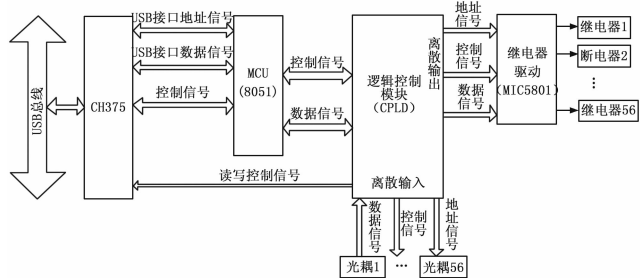 USB总线
CH375
USB接口地址信号
USB接口数据信号
控制信号
MCU
(8051)
控制信号
数据信号
读写控制信号
逻辑控制
模块
(CPLD)
离散输出
离散输入
地址
信号
控制
信号
数据
信号
继电器
驱动
(MIC5801)
继电器1
断电器2
⋮
继电器56
数据信号
控制信号
地址信号
光耦1
…
光耦56